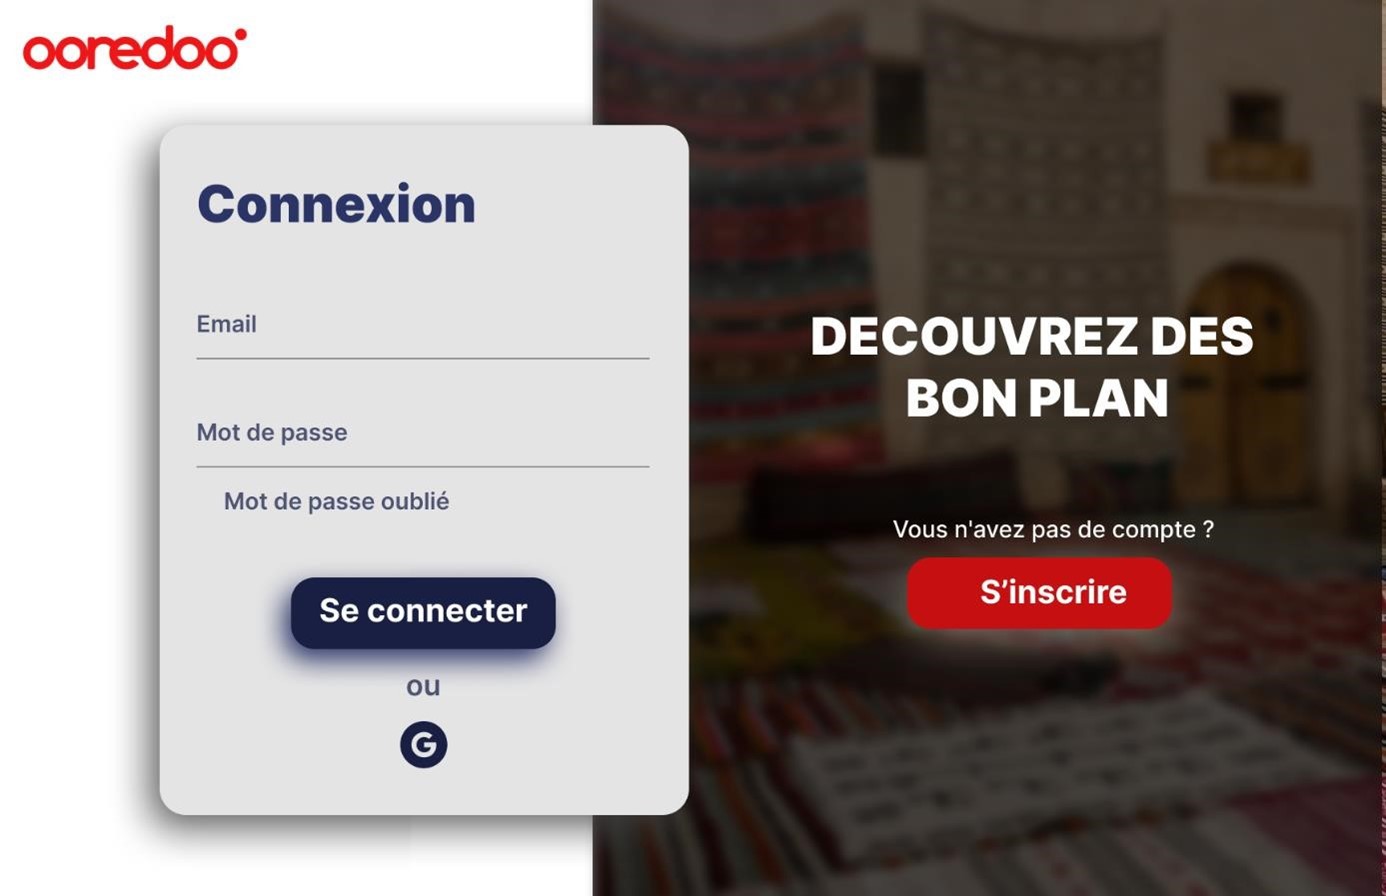 ooredoo
Connexion
Email
Mot de passe
Mot de passe oublié
Se connecter
ou
G
DECOUVREZ DES
BON PLAN
Vous n'avez pas de compte ?
S’inscrire